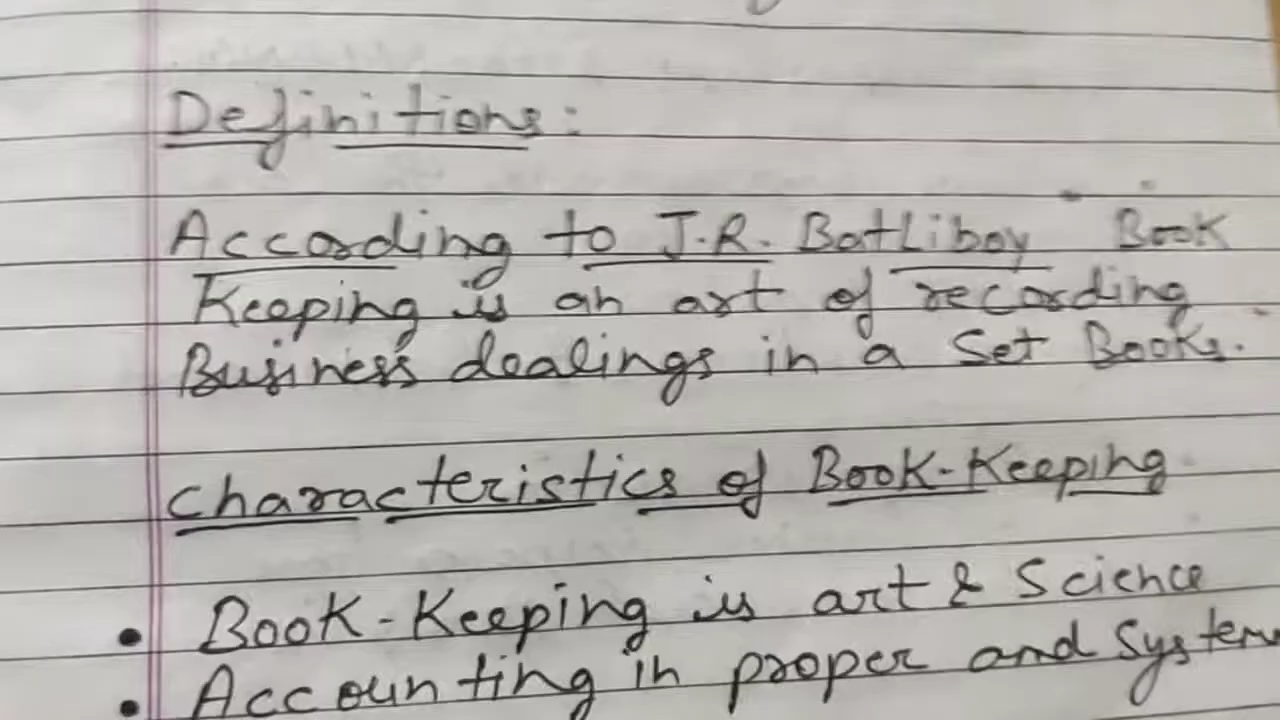 Definitions:
According to J.R. Batliboy Book
Keeping is an art of recording
Business dealings in a Set Books.
Characteristics of Book-Keeping
• Book-Keeping is art & Science
• Accounting in proper and System